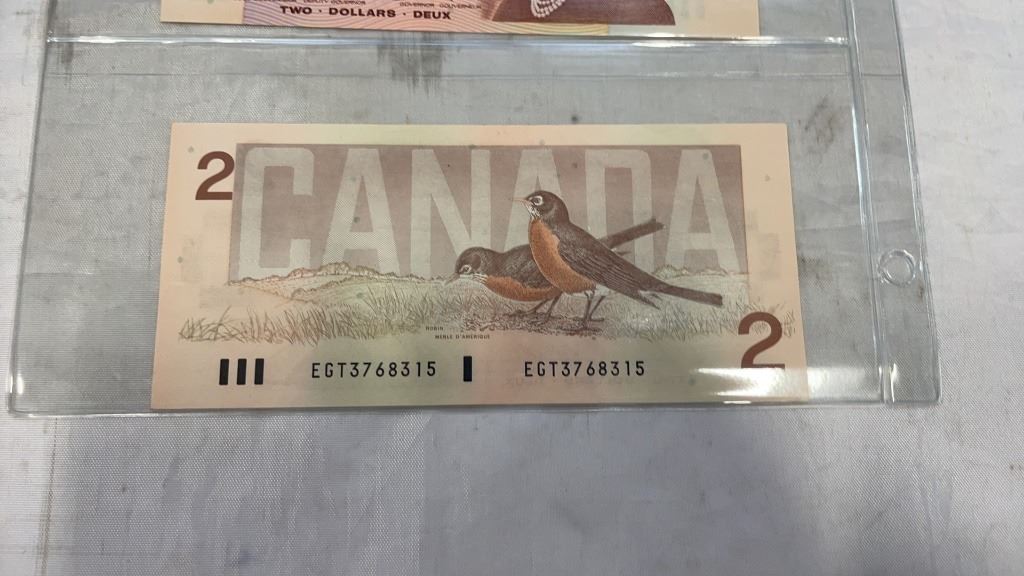 TWO · DOLLARS · DEUX
2
CANADA
ROBIN
MERLE D'AMÉRIQUE
2
EGT3768315 EGT3768315